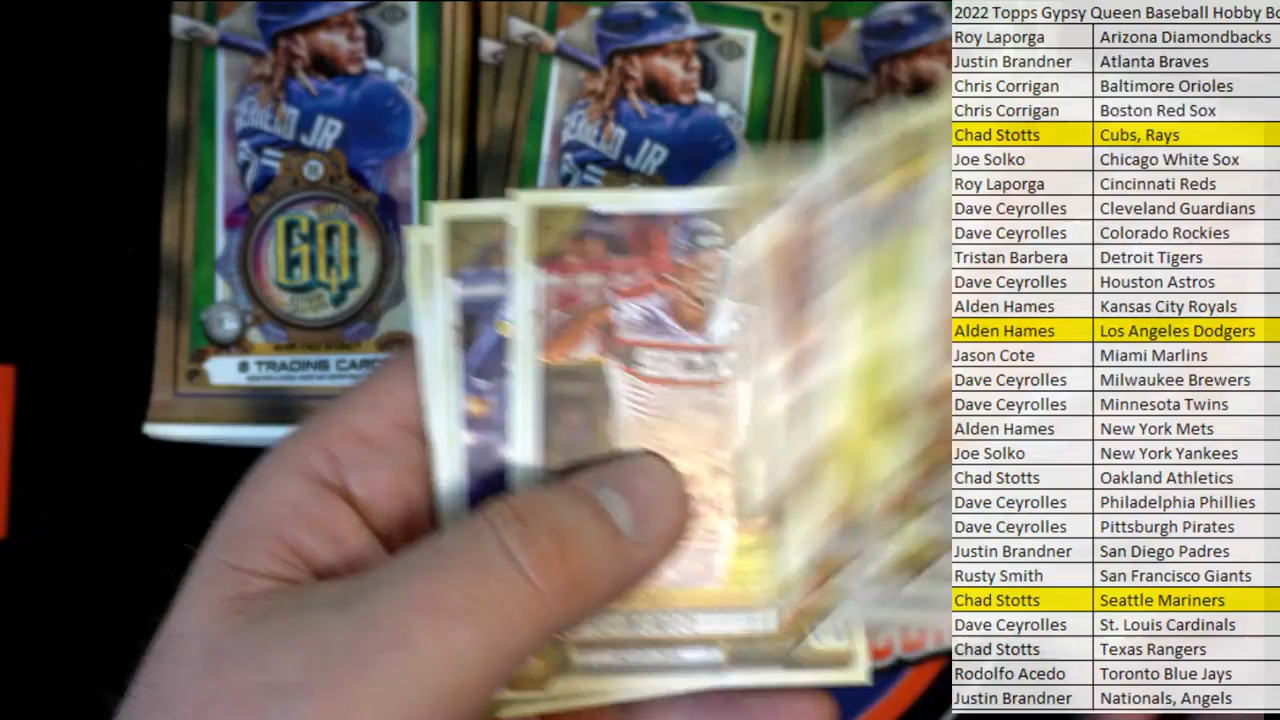 2022 Topps Gypsy Queen Baseball Hobby Bo
Roy Laporga Arizona Diamondbacks
Justin Brandner Atlanta Braves
Chris Corrigan Baltimore Orioles
Chris Corrigan Boston Red Sox
Chad Stotts Cubs, Rays
Joe Solko Chicago White Sox
Roy Laporga Cincinnati Reds
Dave Ceyrolles Cleveland Guardians
Dave Ceyrolles Colorado Rockies
Tristan Barbera Detroit Tigers
Dave Ceyrolles Houston Astros
Alden Hames Kansas City Royals
Alden Hames Los Angeles Dodgers
Jason Cote Miami Marlins
Dave Ceyrolles Milwaukee Brewers
Dave Ceyrolles Minnesota Twins
Alden Hames New York Mets
Joe Solko New York Yankees
Chad Stotts Oakland Athletics
Dave Ceyrolles Philadelphia Phillies
Dave Ceyrolles Pittsburgh Pirates
Justin Brandner San Diego Padres
Rusty Smith San Francisco Giants
Chad Stotts Seattle Mariners
Dave Ceyrolles St. Louis Cardinals
Chad Stotts Texas Rangers
Rodolfo Acedo Toronto Blue Jays
Justin Brandner Nationals, Angels
GQ
8 TRADING CARD
JR
JR